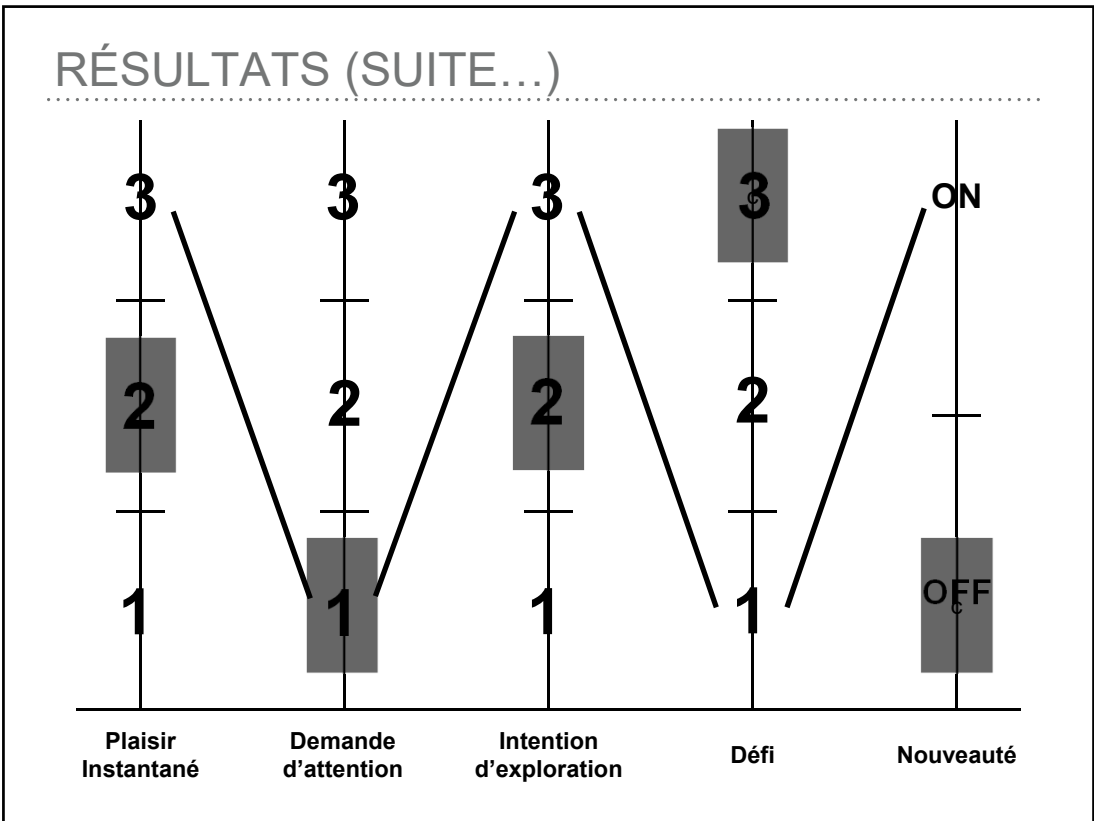 RÉSULTATS (SUITE…)
3 3 3 3 ON
C
2 2 2 2
1 1 1 1 OFF
C
Plaisir Instantané
Demande d’attention
Intention d’exploration
Défi
Nouveauté